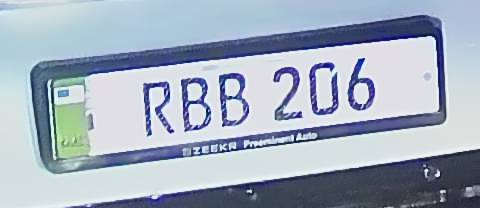 RBB 206
ZEEKR Preeminent Auto